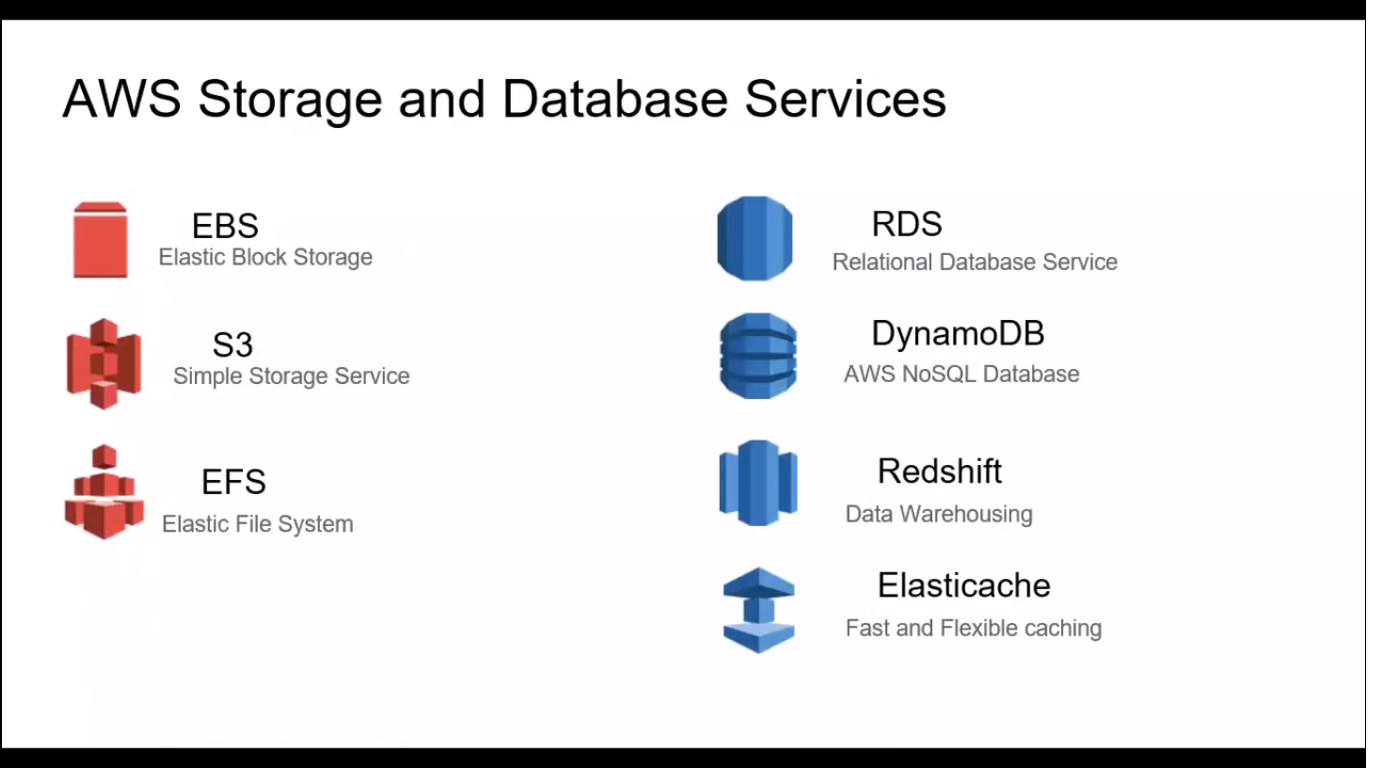 AWS Storage and Database Services
EBS
Elastic Block Storage
S3
Simple Storage Service
EFS
Elastic File System
RDS
Relational Database Service
DynamoDB
AWS NoSQL Database
Redshift
Data Warehousing
Elasticache
Fast and Flexible caching